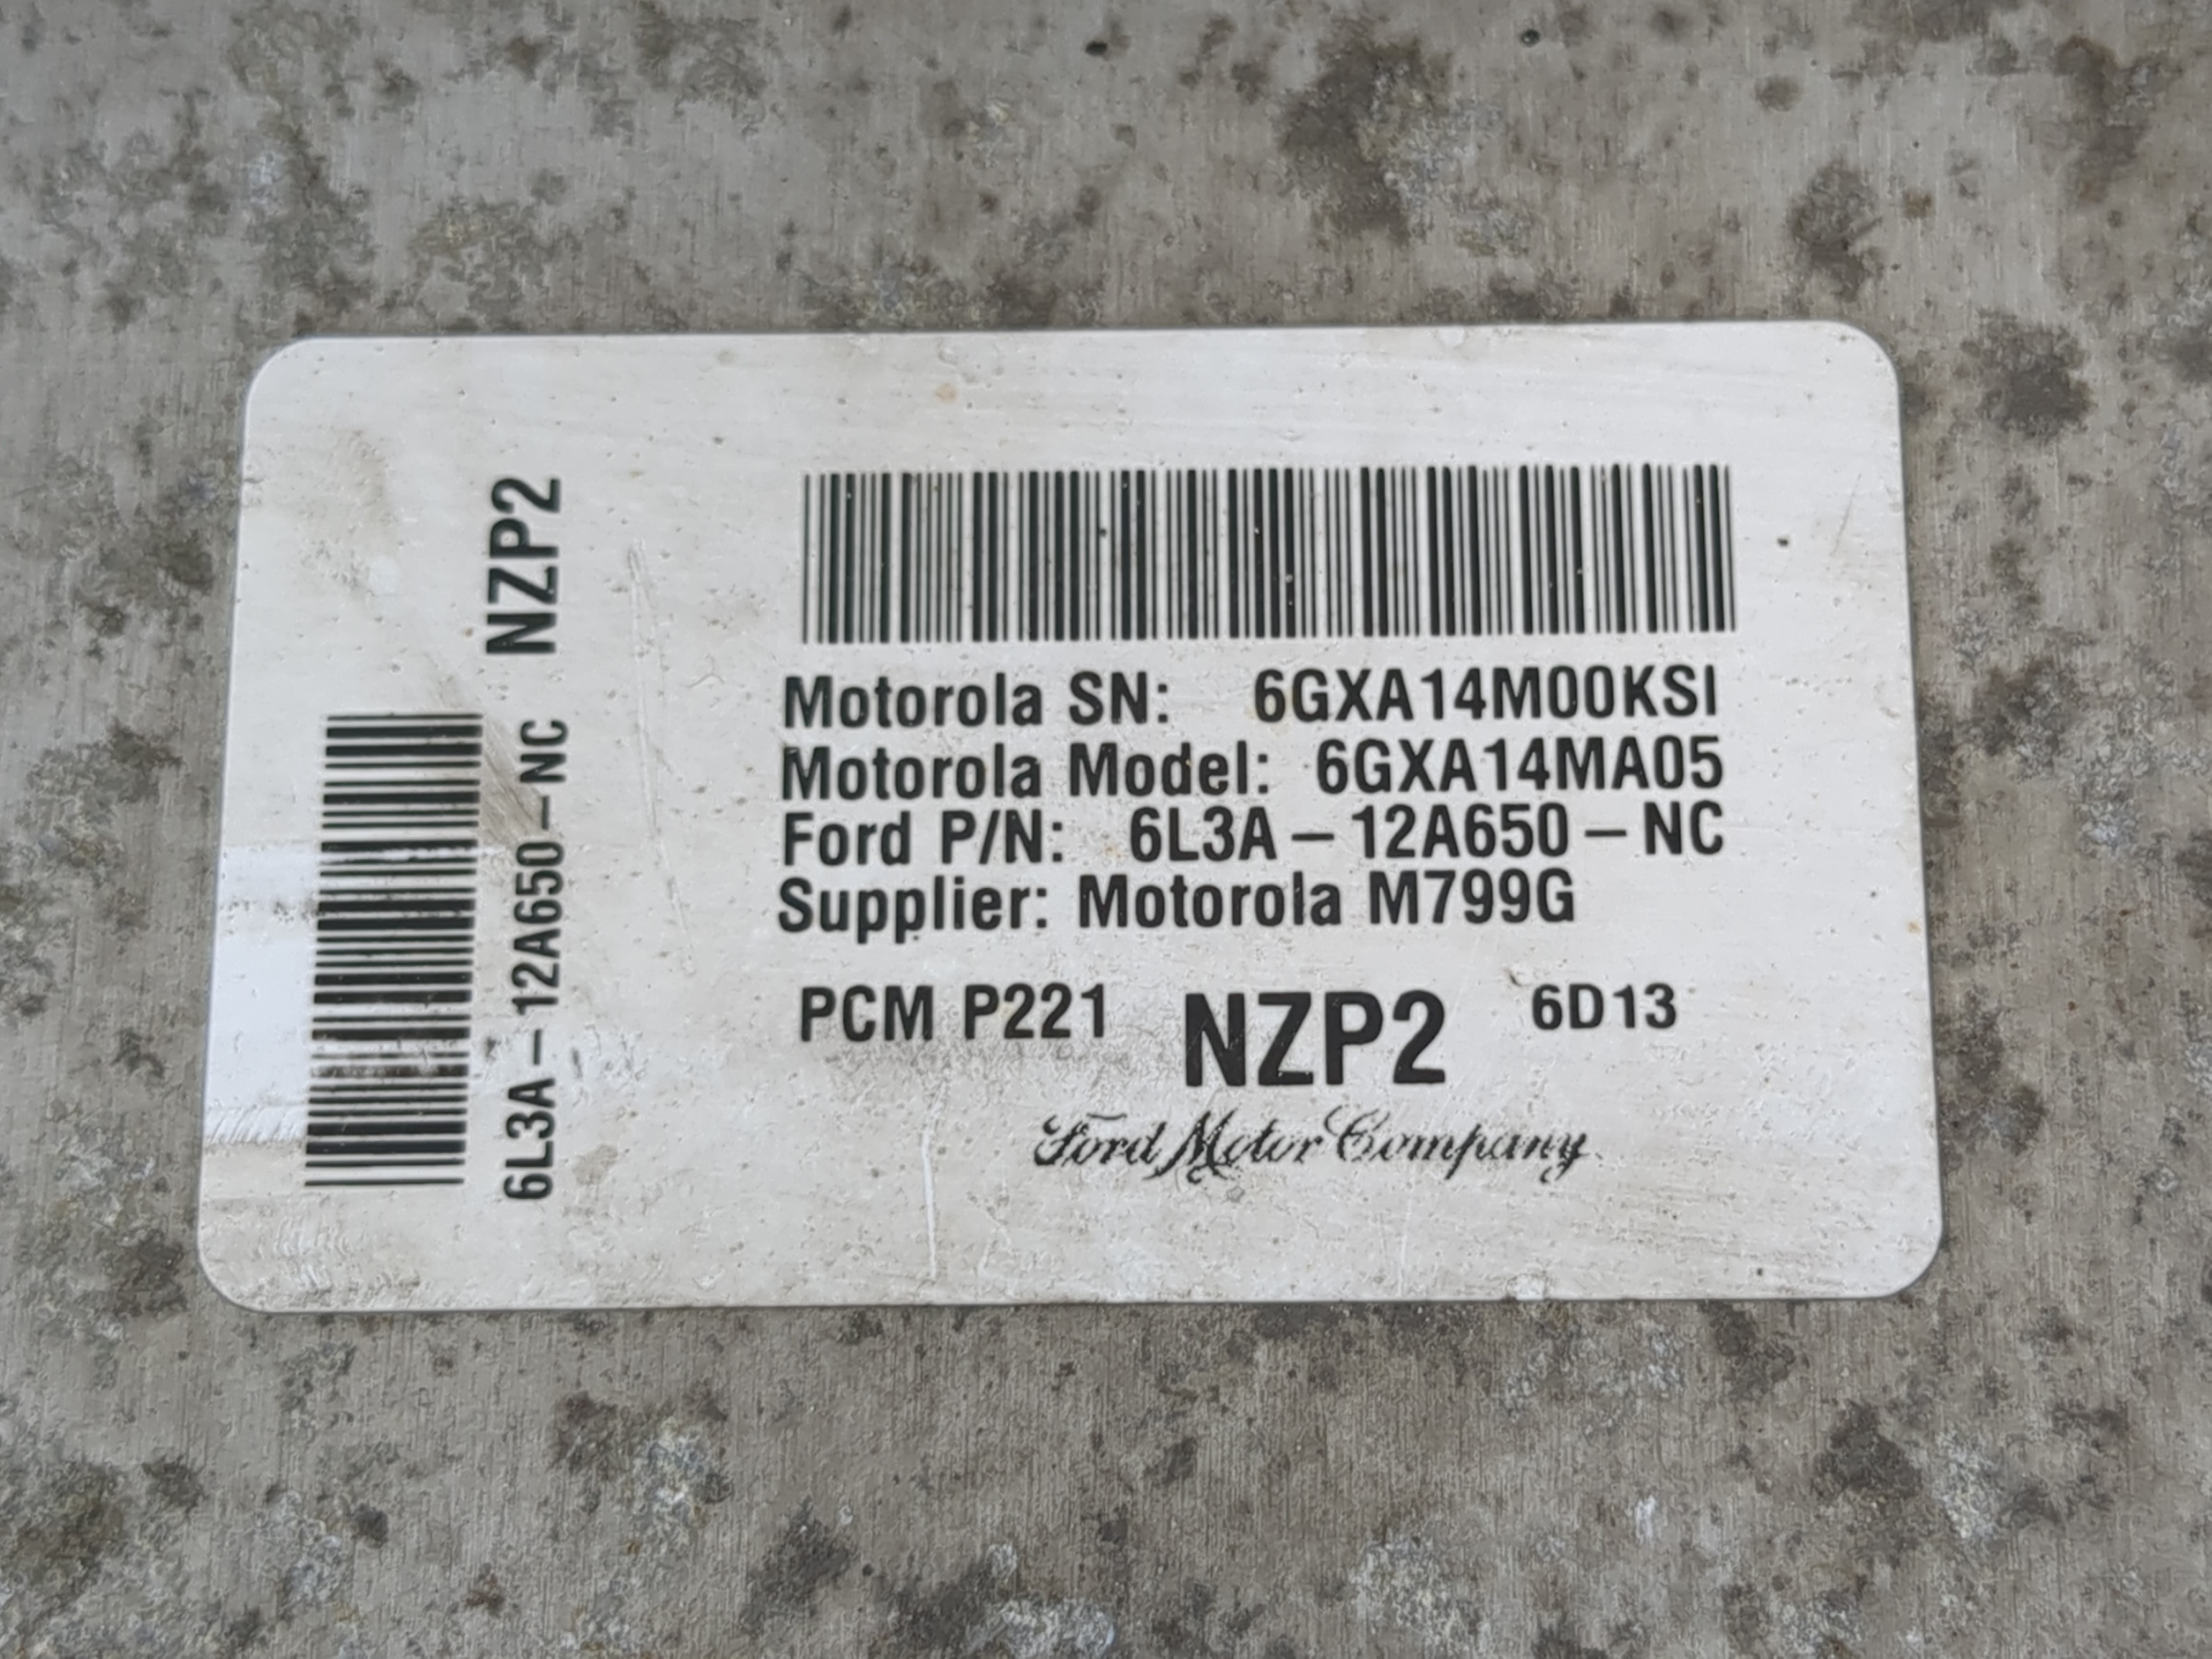 NZP2
6L3A – 12A650 – NC
Motorola SN: 6GXA14M00KSI
Motorola Model: 6GXA14MA05
Ford P/N: 6L3A – 12A650 – NC
Supplier: Motorola M799G
PCM P221 NZP2 6D13
Ford Motor Company